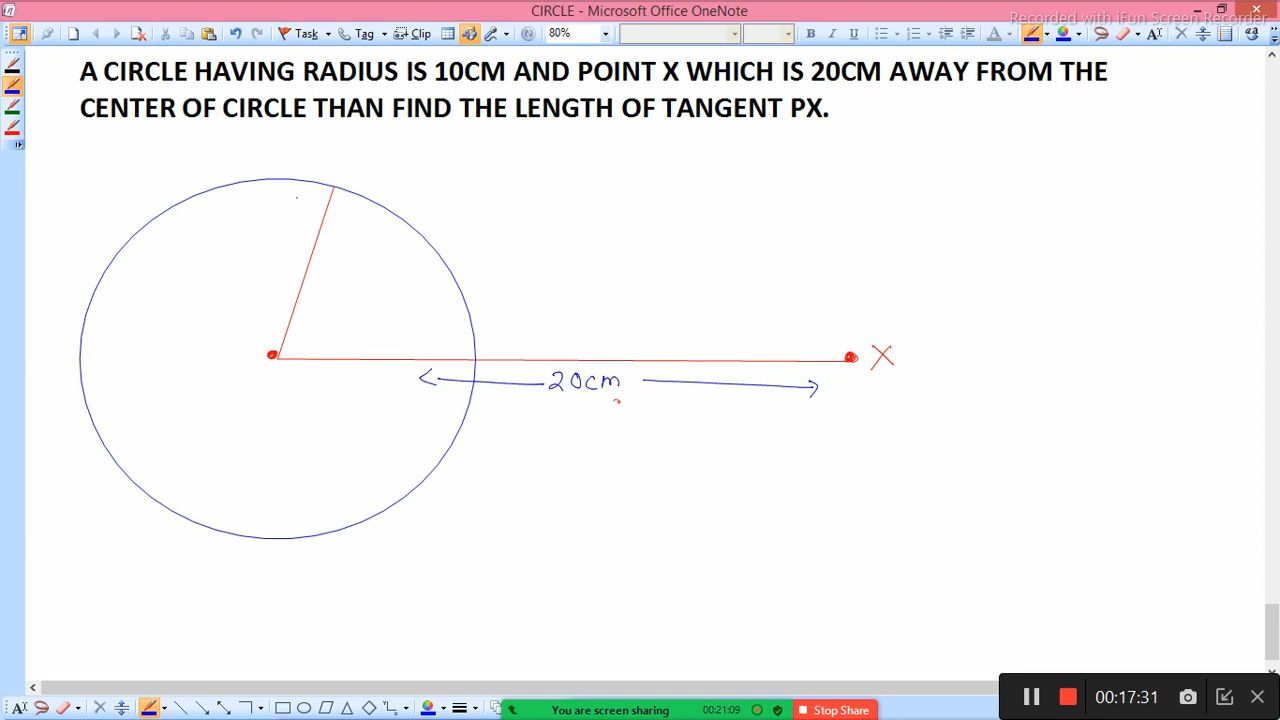 CIRCLE - Microsoft Office OneNote
Recorded with iFun Screen Recorder
Task Tag Clip 80% B I U
A CIRCLE HAVING RADIUS IS 10CM AND POINT X WHICH IS 20CM AWAY FROM THE
CENTER OF CIRCLE THAN FIND THE LENGTH OF TANGENT PX.
X
20cm
00:17:31
You are screen sharing 00:21:09 Stop Share